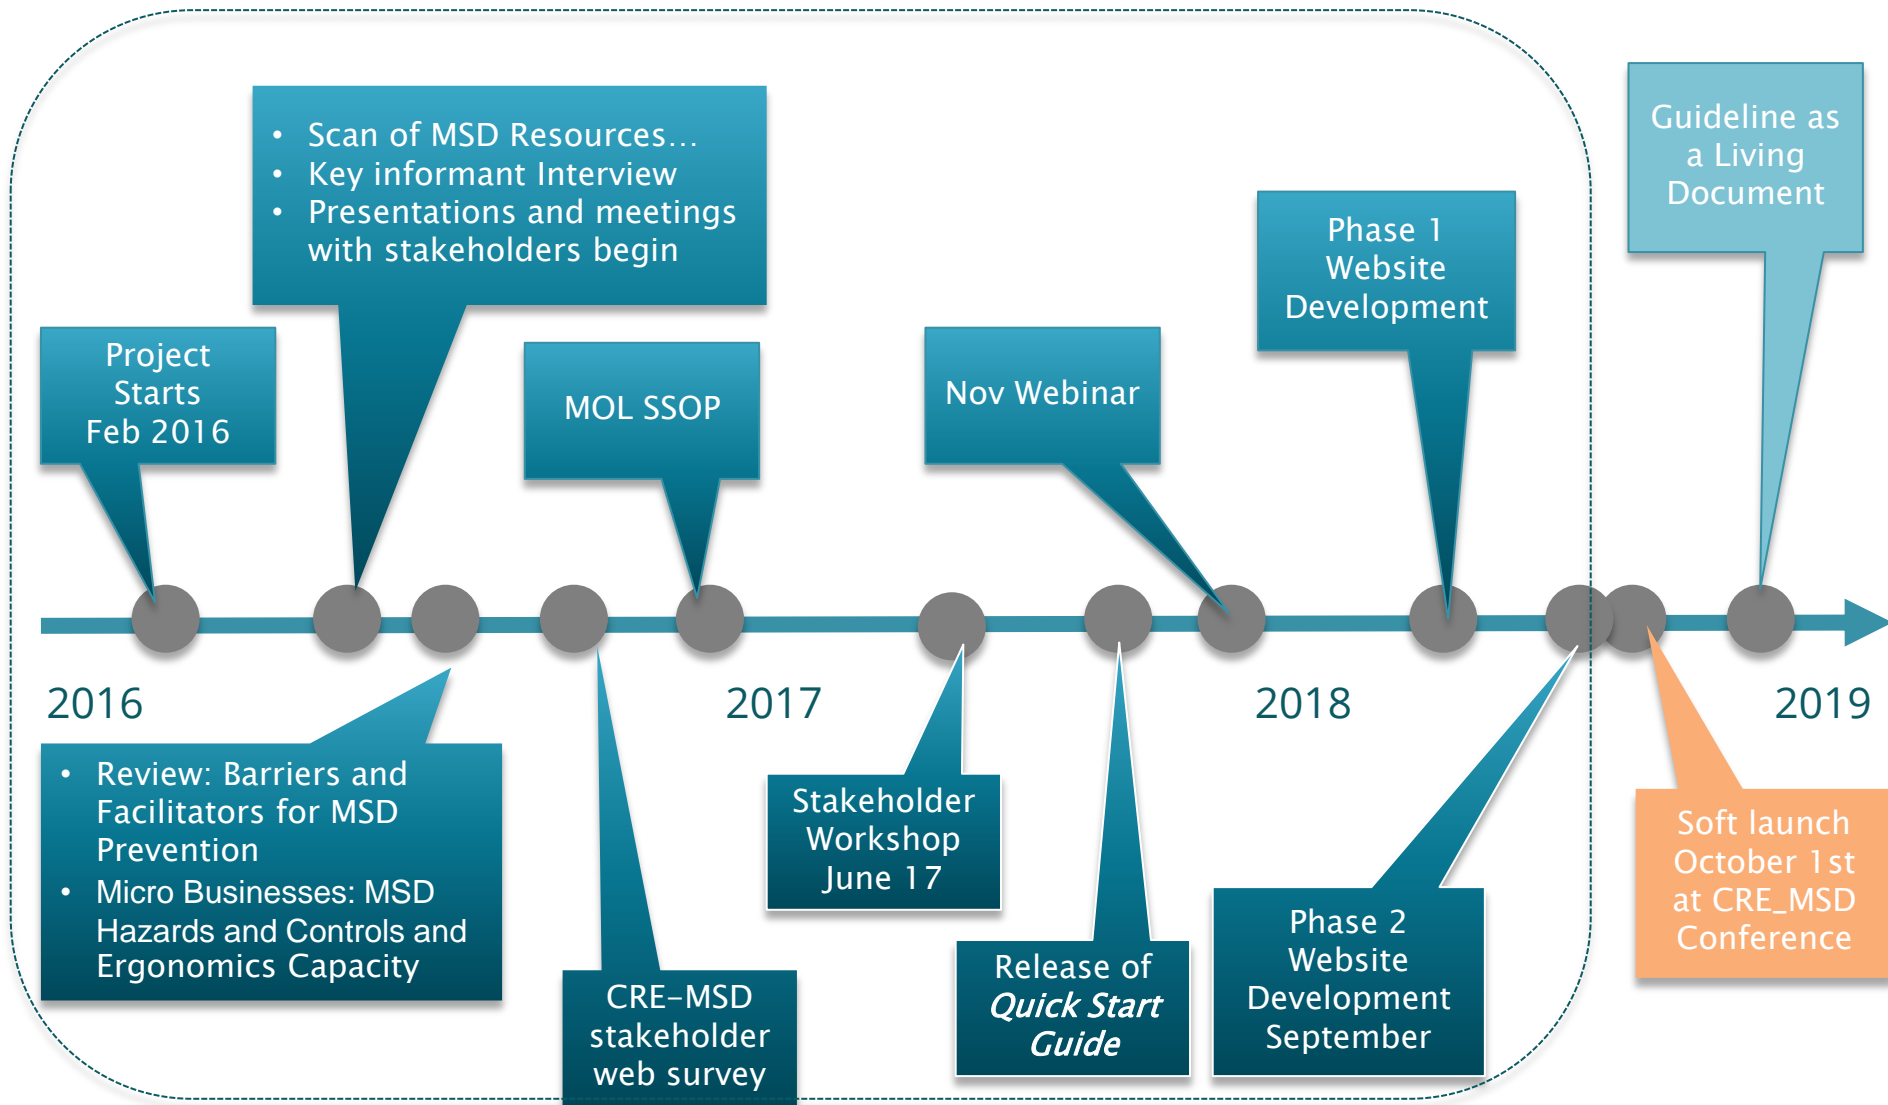 • Scan of MSD Resources...
• Key informant Interview
• Presentations and meetings
with stakeholders begin
Guideline as
a Living
Document
Phase 1
Website
Development
Project
Starts
Feb 2016
MOL SSOP
Nov Webinar
2016
2017
2018
2019
• Review: Barriers and
Facilitators for MSD
Prevention
• Micro Businesses: MSD
Hazards and Controls and
Ergonomics Capacity
CRE-MSD
stakeholder
web survey
Stakeholder
Workshop
June 17
Release of
Quick Start
Guide
Phase 2
Website
Development
September
Soft launch
October 1st
at CRE_MSD
Conference